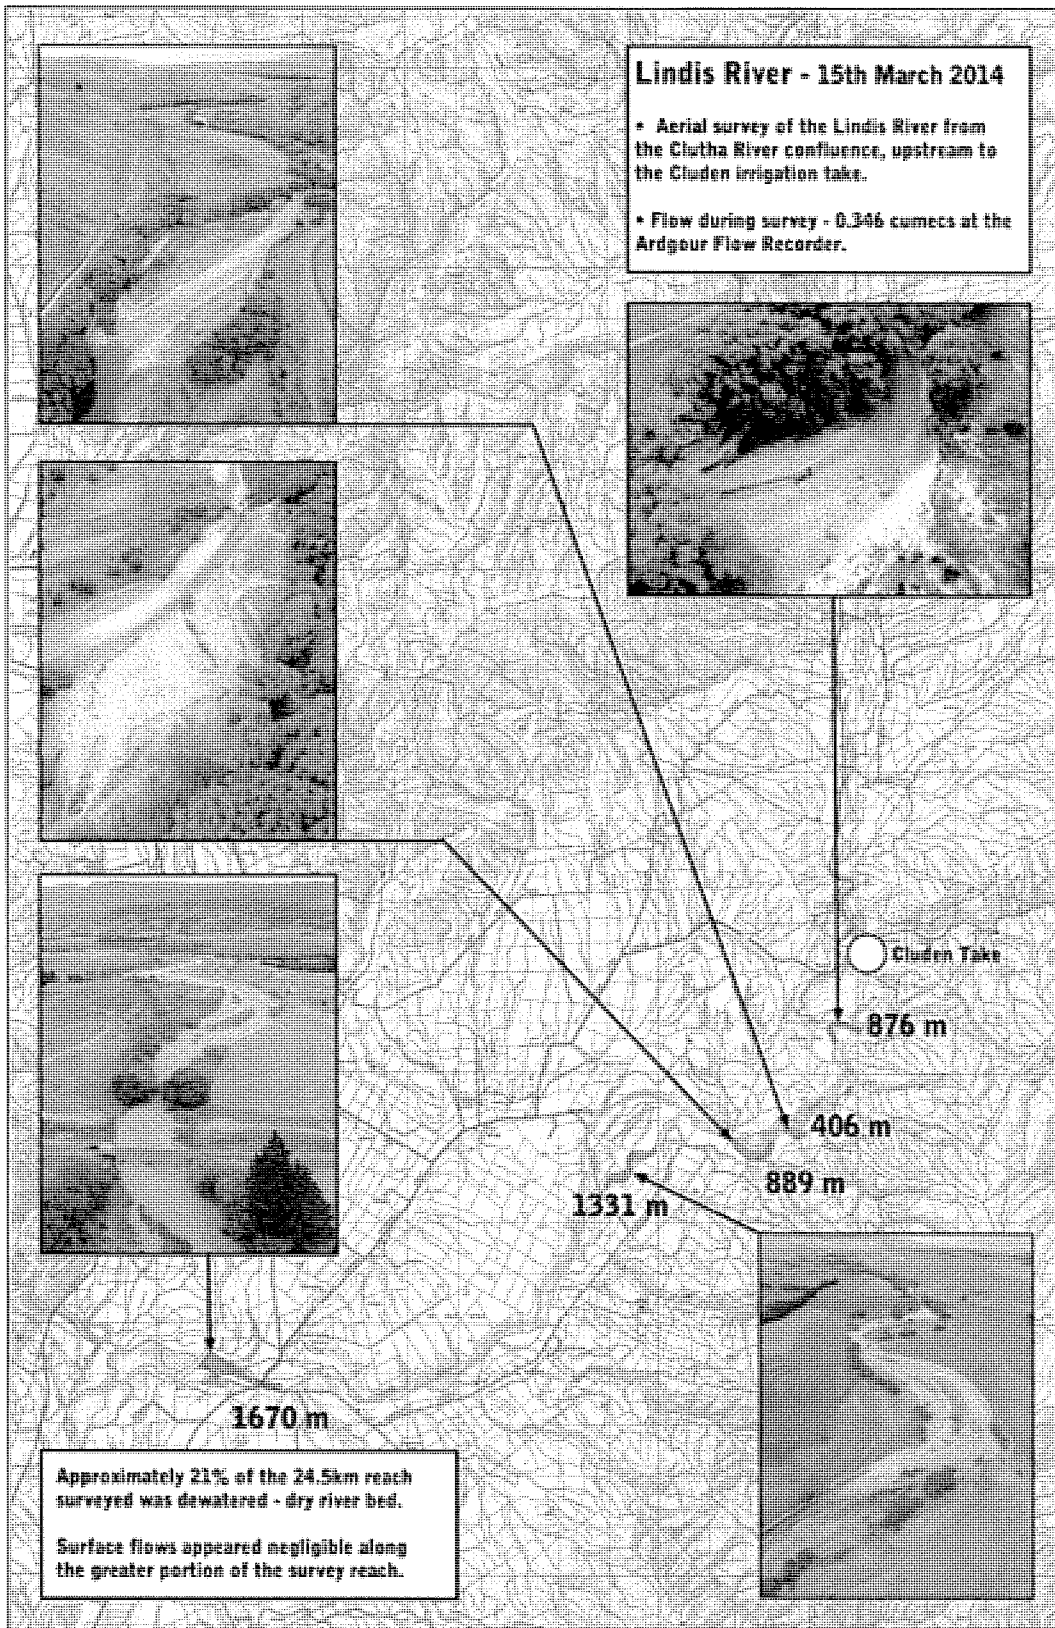 Lindis River - 15th March 2014
• Aerial survey of the Lindis River from
the Clutha River confluence, upstream to
the Cluden irrigation take.
• Flow during survey - 0.346 cumecs at the
Ardgour Flow Recorder.
Cluden Take
876 m
406 m
889 m
1331 m
1670 m
Approximately 21% of the 24.5km reach
surveyed was dewatered - dry river bed.
Surface flows appeared negligible along
the greater portion of the survey reach.